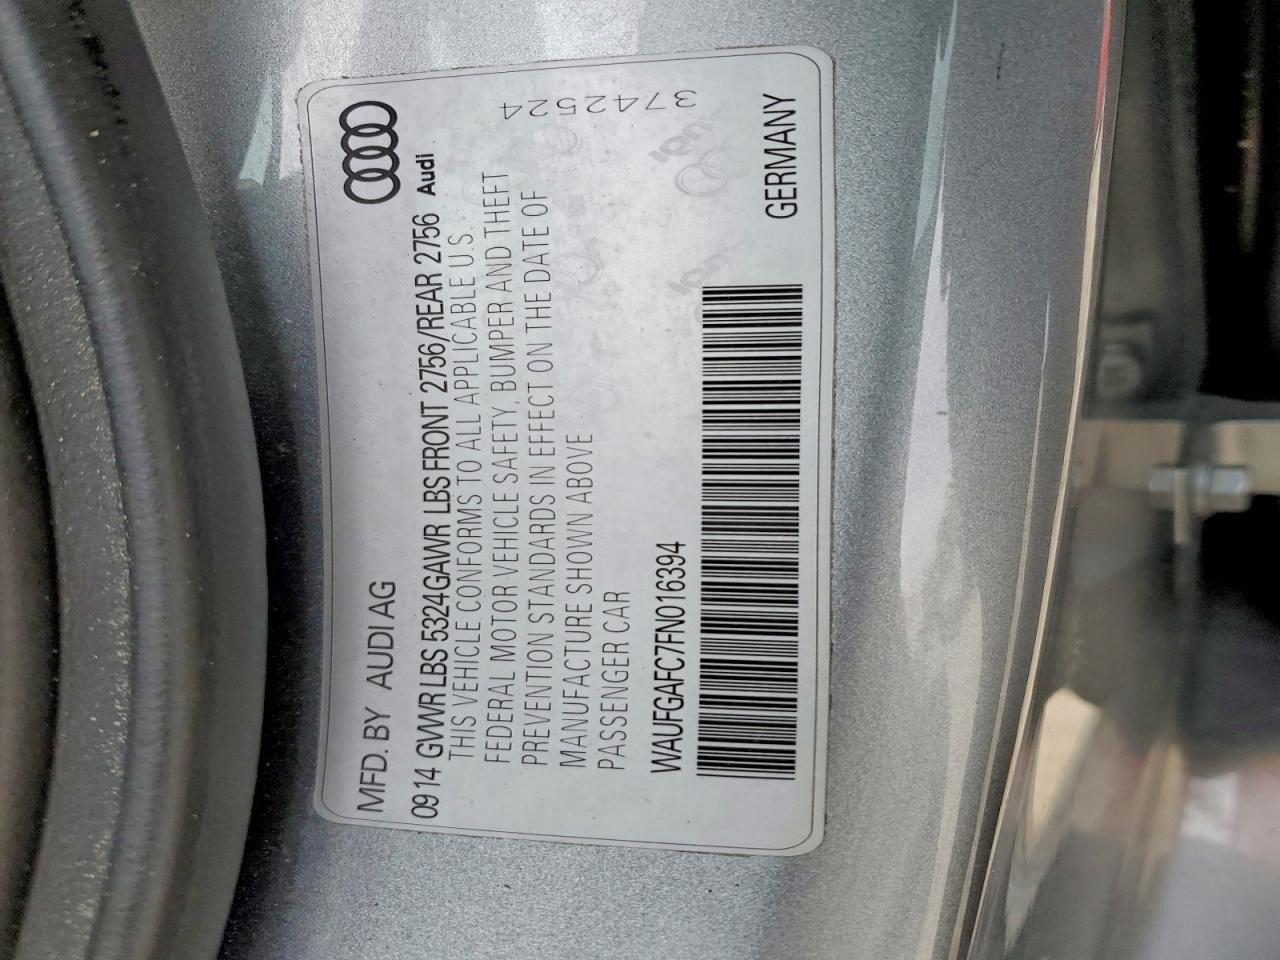 MFD. BY AUDI AG
0914 GVWR LBS 5324 GAWR LBS FRONT 2756/REAR 2756 Audi
THIS VEHICLE CONFORMS TO ALL APPLICABLE U.S.
FEDERAL MOTOR VEHICLE SAFETY, BUMPER AND THEFT
PREVENTION STANDARDS IN EFFECT ON THE DATE OF
MANUFACTURE SHOWN ABOVE
PASSENGER CAR
3742524
WAUFGAFC7FN016394
GERMANY